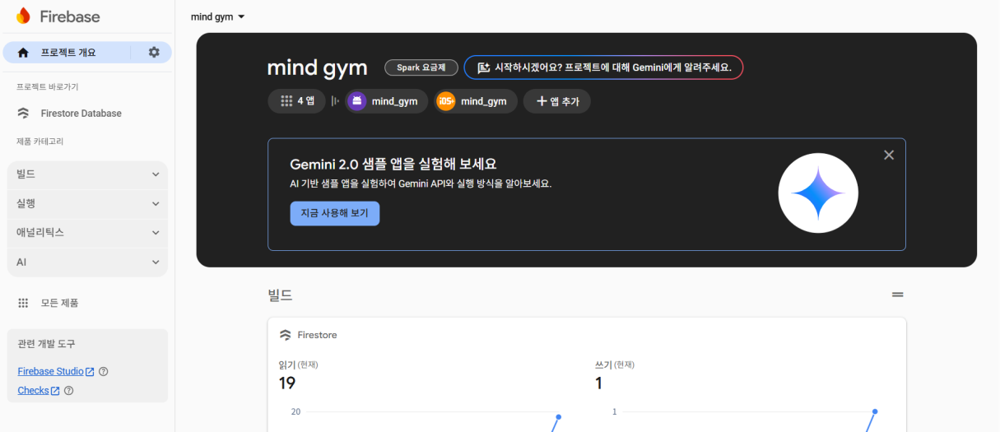 Firebase
mind gym
프로젝트 개요
프로젝트 바로가기
Firestore Database
제품 카테고리
빌드
실행
애널리틱스
AI
모든 제품
관련 개발 도구
Firebase Studio
Checks
mind gym
Spark 요금제
시작하시겠어요? 프로젝트에 대해 Gemini에게 알려주세요.
4 앱
mind_gym
iOS+
mind_gym
앱 추가
Gemini 2.0 샘플 앱을 실험해 보세요
AI 기반 샘플 앱을 실험하여 Gemini API와 실행 방식을 알아보세요.
지금 사용해 보기
빌드
Firestore
읽기 (현재)
19
20
쓰기 (현재)
1
1